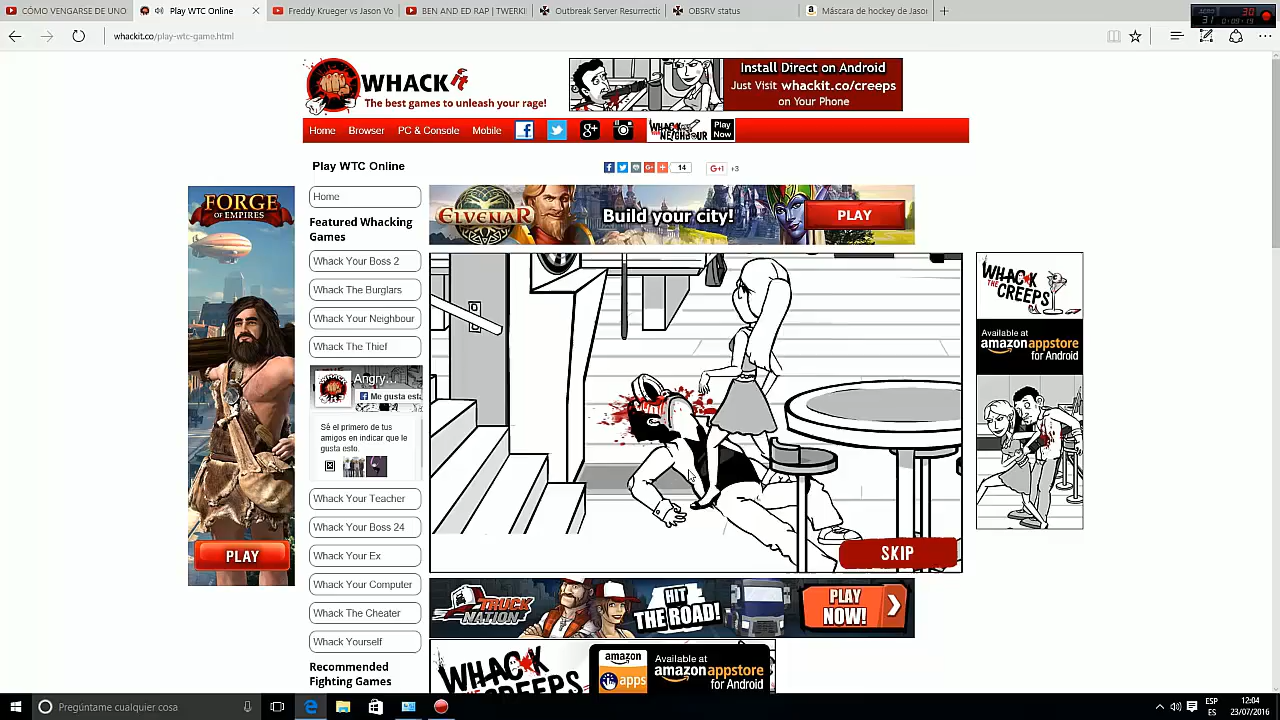 CÓMO VENGARSE DE UNO
Play WTC Online
Freddy Krueger vs Jason Vo
BEN AND ED RAP | TWERKI
Outbreak Server Resurrecti
OBSRV status
Máscara de hockey de Jaso
whackit.co/play-wtc-game.html
WHACK it
The best games to unleash your rage!
Install Direct on Android
Just Visit whackit.co/creeps
on Your Phone
Home
Browser
PC & Console
Mobile
WHACK YOUR NEIGHBOUR
Play Now
Play WTC Online
14
G+1
+3
FORGE OF EMPIRES
PLAY
Home
Featured Whacking
Games
Whack Your Boss 2
Whack The Burglars
Whack Your Neighbour
Whack The Thief
Angry...
Me gusta esta
Sé el primero de tus
amigos en indicar que le
gusta esto.
Whack Your Teacher
Whack Your Boss 24
Whack Your Ex
Whack Your Computer
Whack The Cheater
Whack Yourself
Recommended
Fighting Games
ELVENAR
Build your city!
PLAY
SKIP
WHACK THE CREEPS
Available at
amazon appstore
for Android
TRUCK NATION
HIT THE ROAD!
PLAY NOW!
WHACK THE CREEPS
amazon apps
Available at
amazon appstore
for Android
Pregúntame cualquier cosa
ESP
ES
12:04
23/07/2016